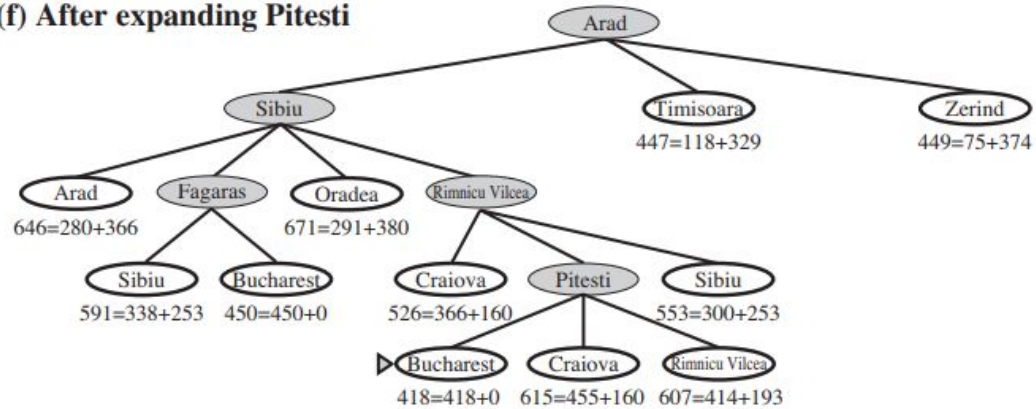 (f) After expanding Pitesti
Arad
Sibiu
Timisoara
Zerind
447=118+329
449=75+374
Arad
Fagaras
Oradea
Rimnicu Vilcea
646=280+366
671=291+380
Sibiu
Bucharest
Craiova
Pitesti
Sibiu
591=338+253
450=450+0
526=366+160
553=300+253
Bucharest
Craiova
Rimnicu Vilcea
418=418+0
615=455+160
607=414+193